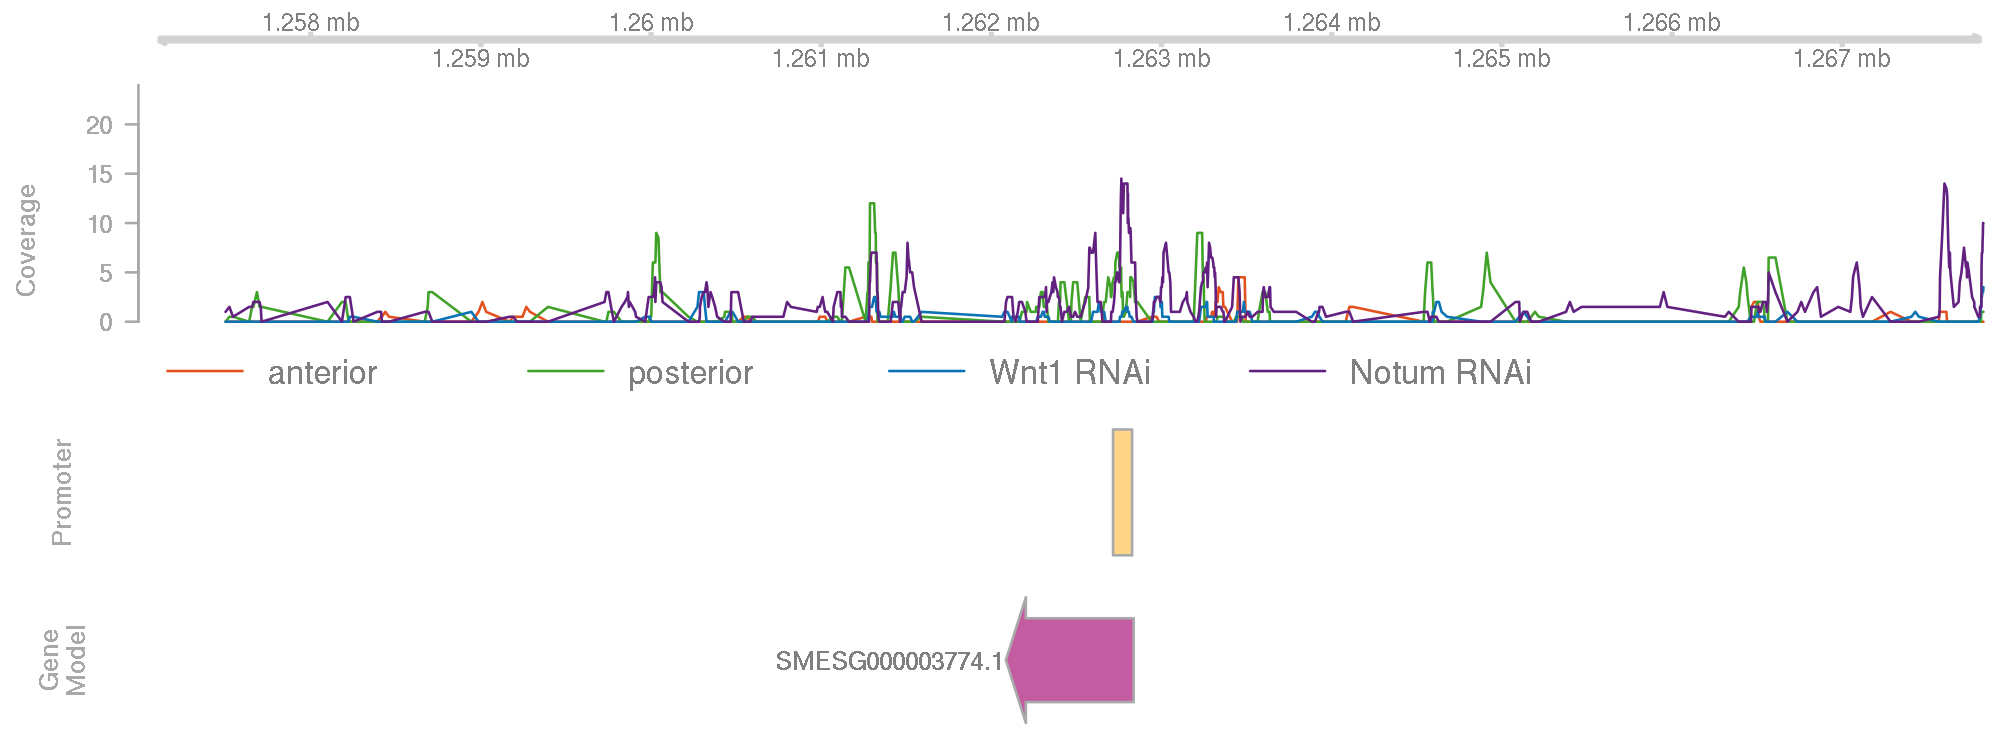 1.258 mb 1.26 mb 1.262 mb 1.264 mb 1.266 mb
1.259 mb 1.261 mb 1.263 mb 1.265 mb 1.267 mb
Coverage
20
15
10
5
0
anterior posterior Wnt1 RNAi Notum RNAi
Promoter
Gene
Model
SMESG000003774.1